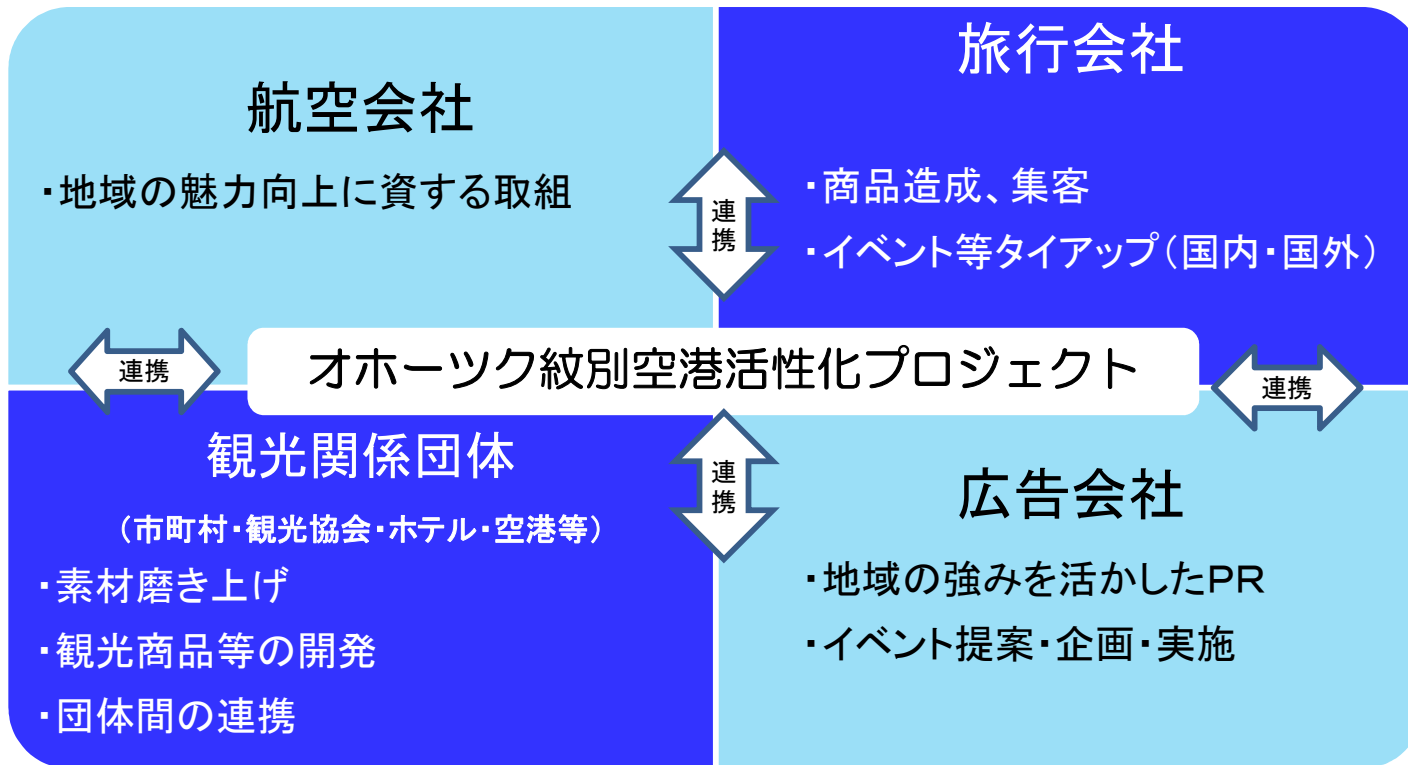 航空会社
・地域の魅力向上に資する取組
旅行会社
・商品造成、集客
・イベント等タイアップ(国内・国外)
連携
連携
オホーツク紋別空港活性化プロジェクト
連携
連携
観光関係団体
(市町村・観光協会・ホテル・空港等)
・素材磨き上げ
・観光商品等の開発
・団体間の連携
広告会社
・地域の強みを活かしたPR
・イベント提案・企画・実施